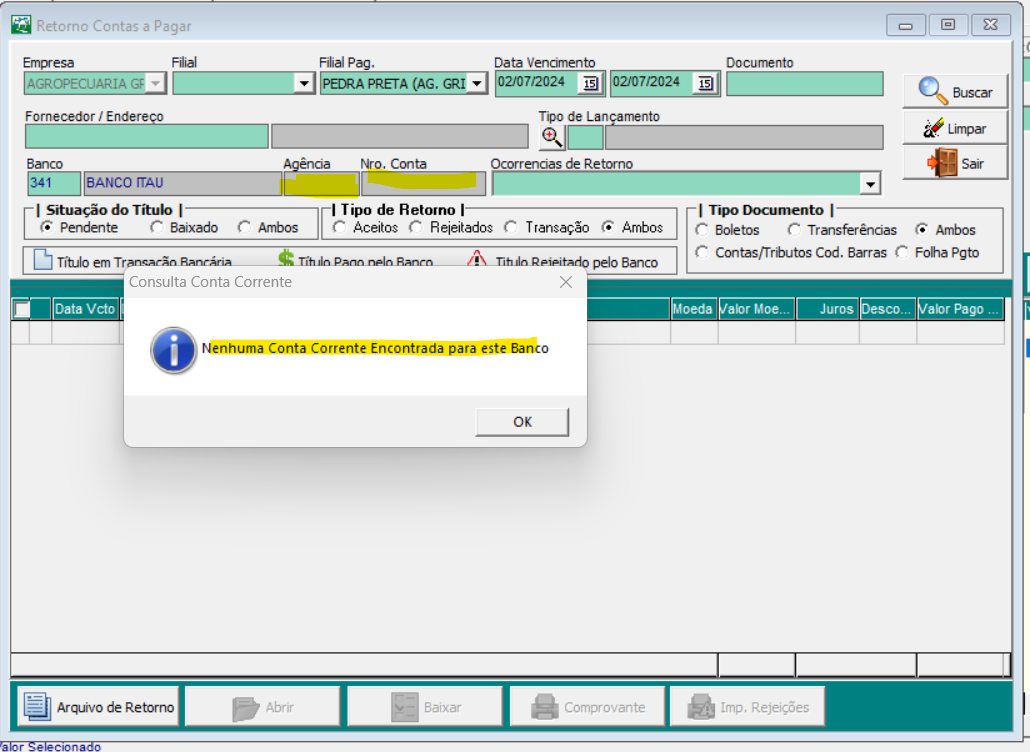 Retorno Contas a Pagar
Empresa Filial Filial Pag. Data Vencimento Documento
AGROPECUARIA GF PEDRA PRETA (AG. GRI 02/07/2024 15 02/07/2024 15
Buscar
Fornecedor / Endereço Tipo de Lançamento
Limpar
Banco Agência Nro. Conta Ocorrencias de Retorno
Sair
341 BANCO ITAU
| Situação do Título | | Tipo de Retorno | | Tipo Documento |
Pendente Baixado Ambos Aceitos Rejeitados Transação Ambos Boletos Transferências Ambos
Contas/Tributos Cod. Barras Folha Pgto
Título em Transação Bancária $ Título Pago pelo Banco Titulo Rejeitado pelo Banco
Consulta Conta Corrente
Data Vcto Moeda Valor Moe... Juros Desco... Valor Pago ...
Nenhuma Conta Corrente Encontrada para este Banco
OK
Arquivo de Retorno Abrir Baixar Comprovante Imp. Rejeições
Valor Selecionado